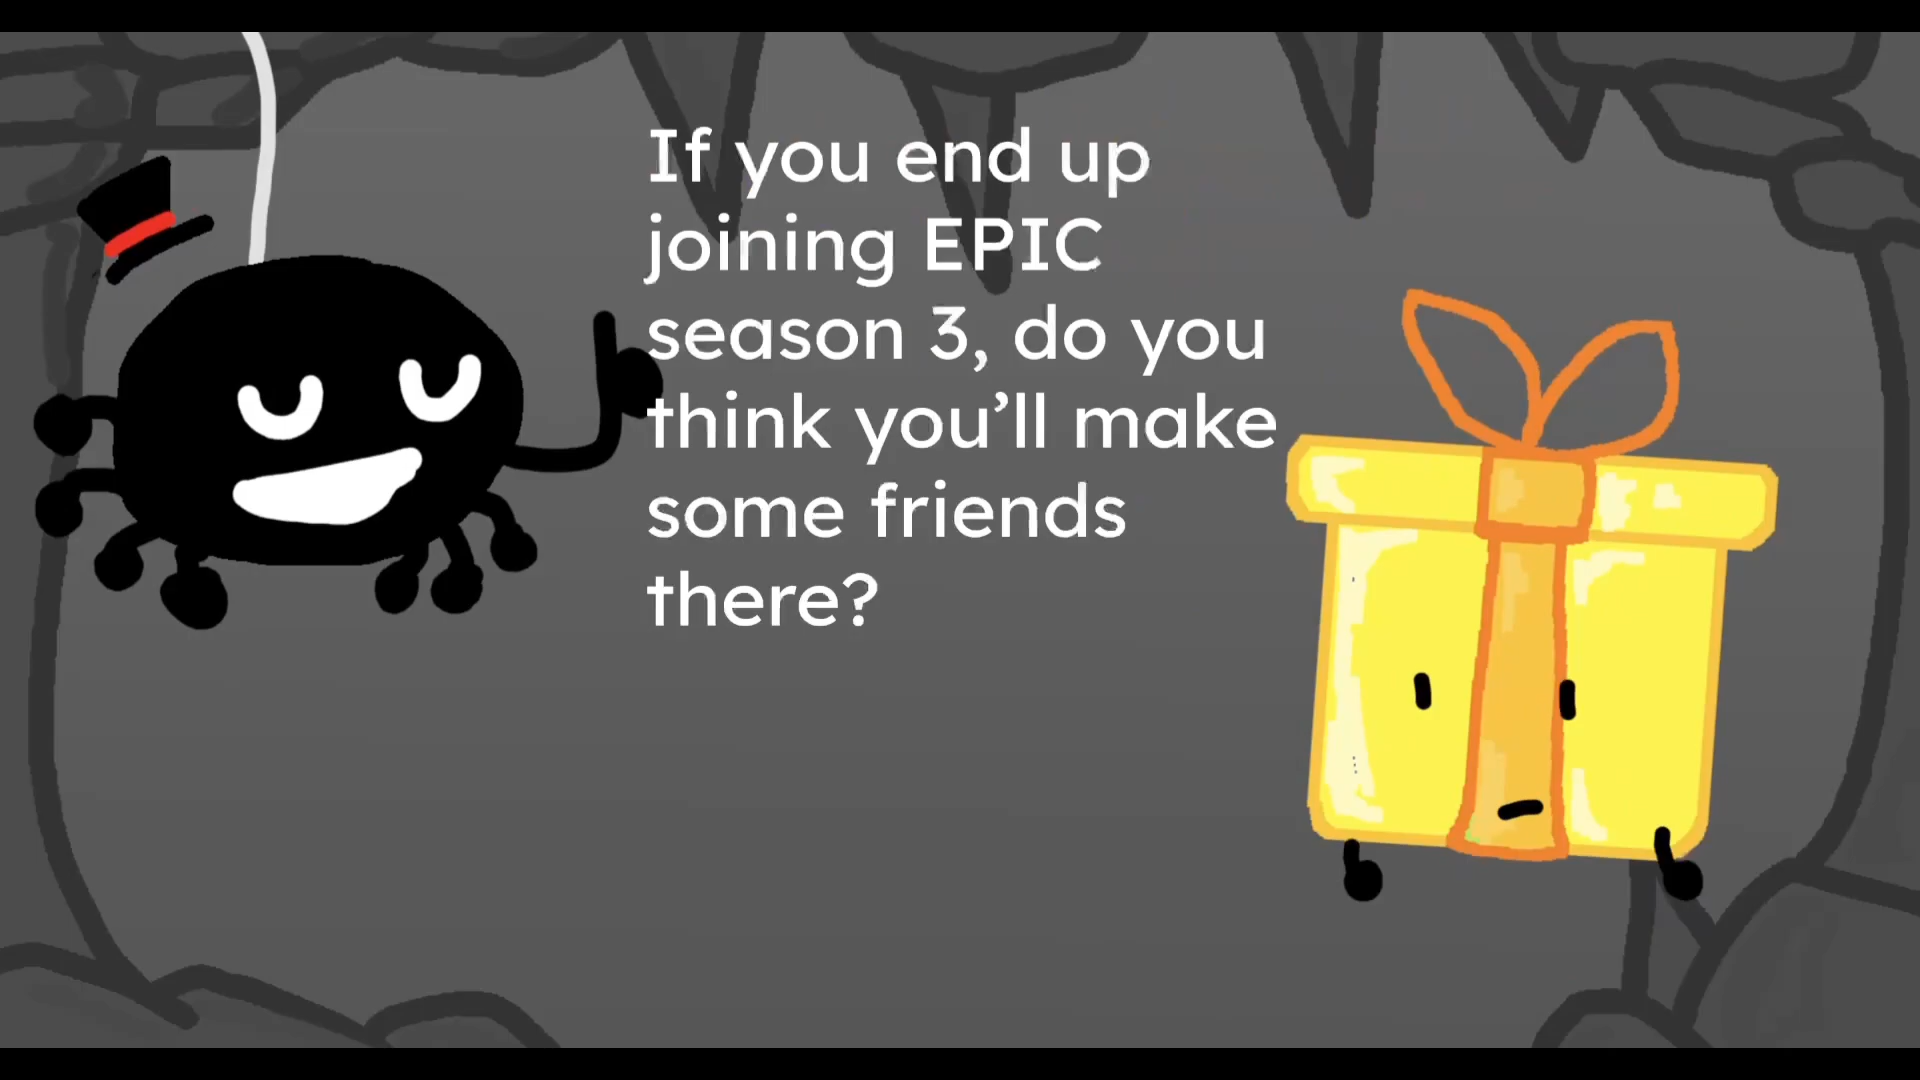 If you end up
joining EPIC
season 3, do you
think you’ll make
some friends
there?